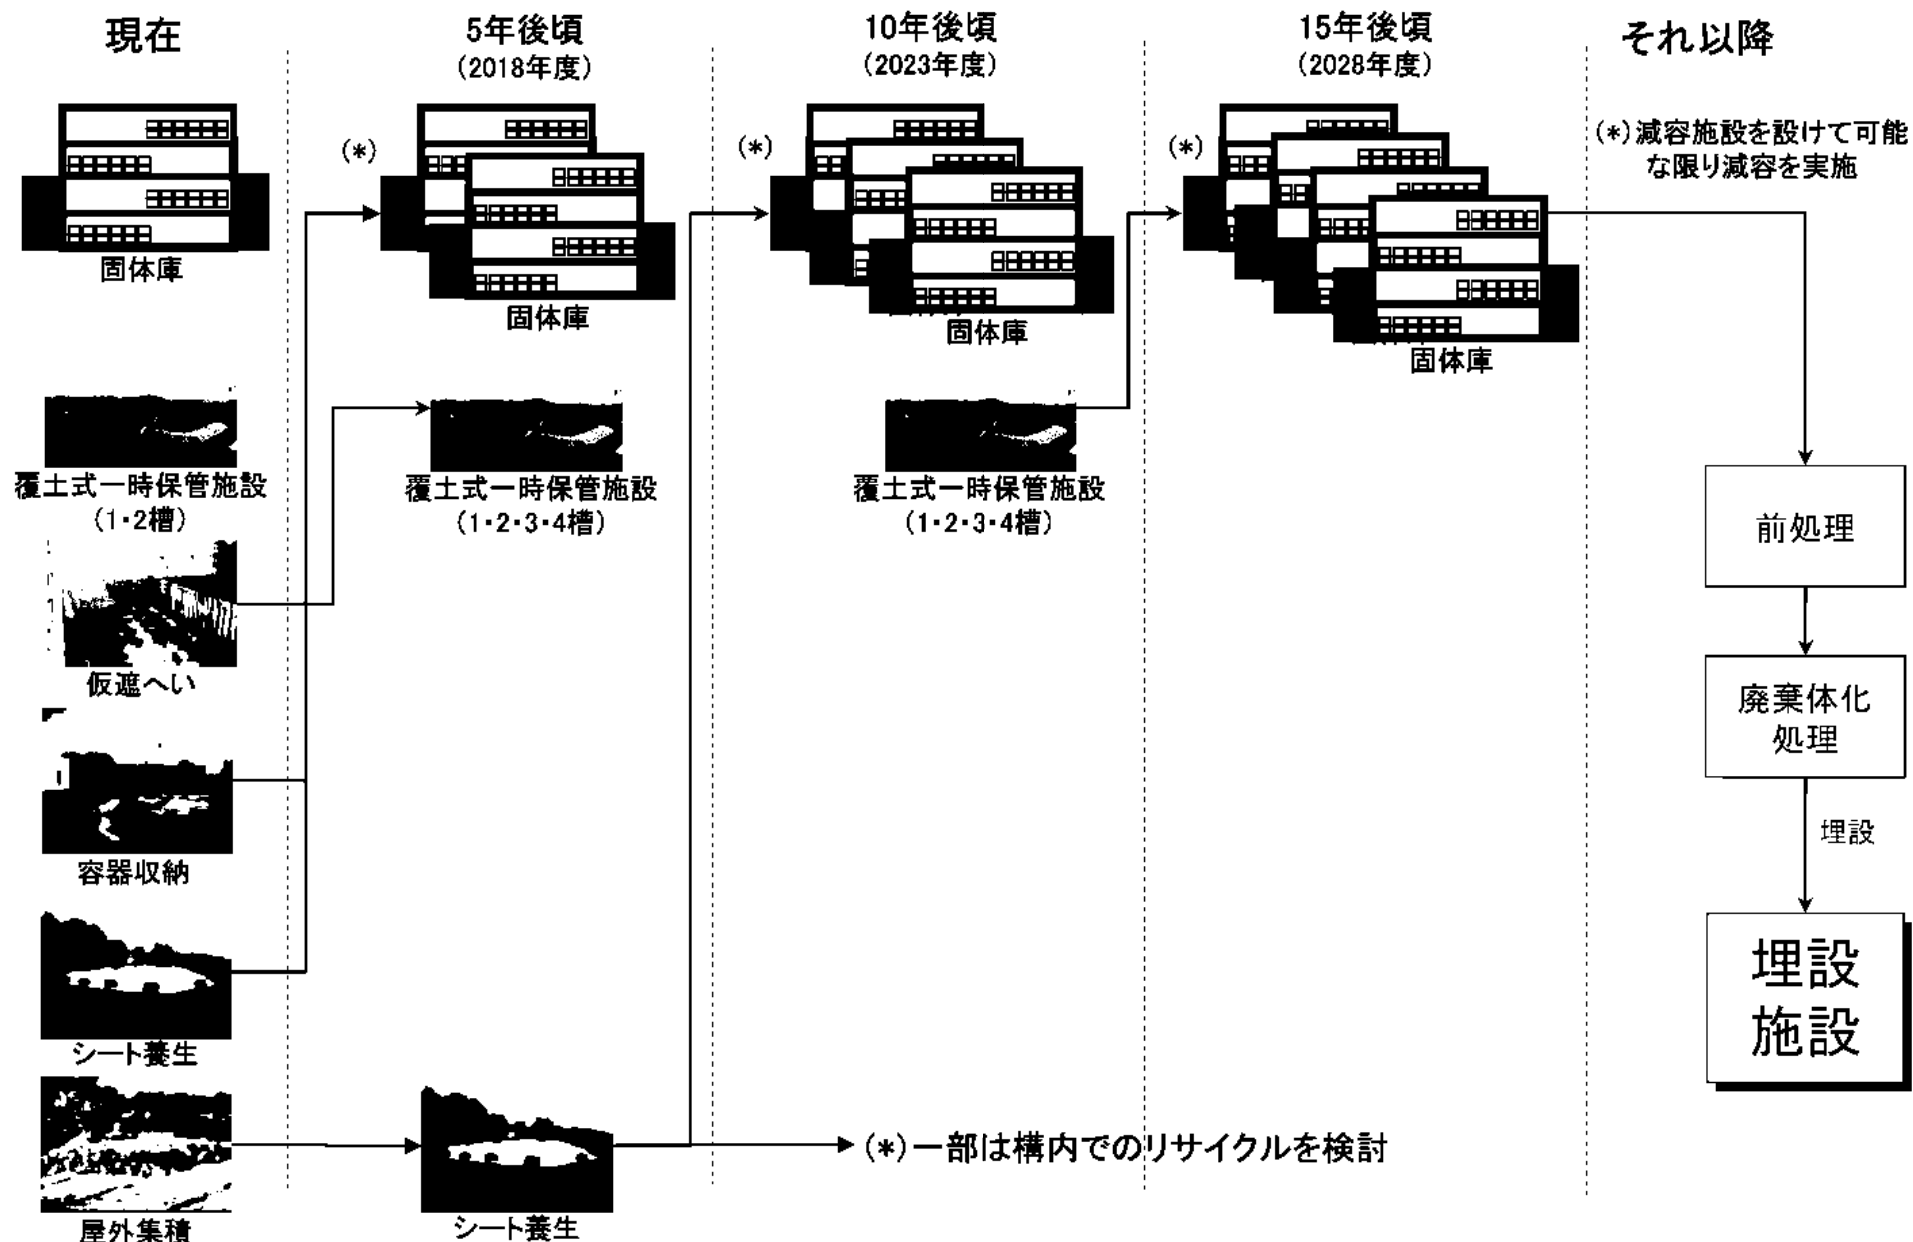 現在
5年後頃
（2018年度）
10年後頃
（2023年度）
15年後頃
（2028年度）
それ以降
(*)
(*)
(*)
(*)減容施設を設けて可能
な限り減容を実施
固体庫
固体庫
固体庫
固体庫
覆土式一時保管施設
（1・2槽）
覆土式一時保管施設
（1・2・3・4槽）
覆土式一時保管施設
（1・2・3・4槽）
前処理
仮遮へい
廃棄体化
処理
埋設
容器収納
埋設
施設
シート養生
(*)一部は構内でのリサイクルを検討
屋外集積
シート養生